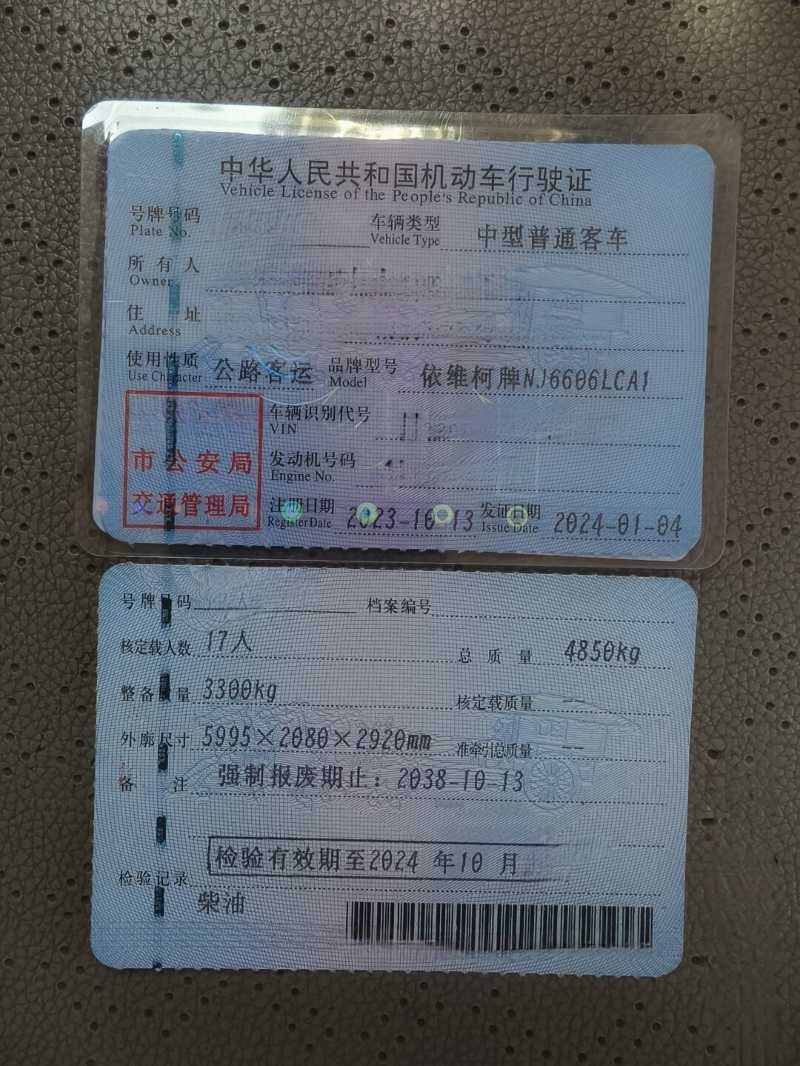 中华人民共和国机动车行驶证
Vehicle License of the People's Republic of China
号牌号码 车辆类型 中型普通客车
Plate No. Vehicle Type
所有人
Owner
住址
Address
使用性质 公路客运 品牌型号 依维柯牌NJ6606LCA1
Use Character Model
车辆识别代号
VIN
市公安局
发动机号码
Engine No.
交通管理局
注册日期 2023-10-13 发证日期 2024-01-04
Register Date Issue Date
号牌号码 档案编号
核定载人数 17人 总质量 4850kg
整备质量 3300kg 核定载质量 --
外廓尺寸 5995×2080×2920mm 准牵引总质量 --
备注 强制报废期止：2038-10-13
检验有效期至2024 年10 月
检验记录
柴油